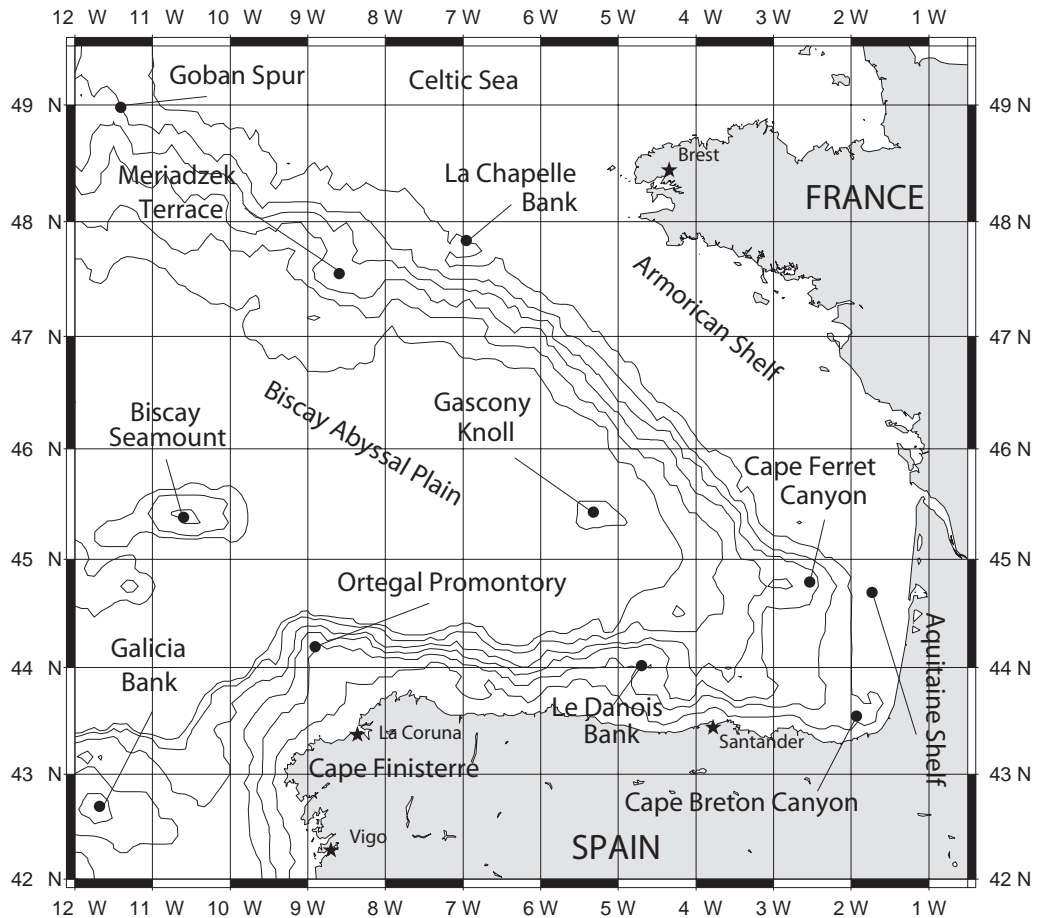 12 W 11 W 10 W 9 W 8 W 7 W 6 W 5 W 4 W 3 W 2 W 1 W
Goban Spur
Celtic Sea
49 N
49 N
Brest
Meriadzek
Terrace
La Chapelle
Bank
FRANCE
48 N
48 N
Armorican Shelf
47 N
47 N
Biscay Abyssal Plain
Biscay
Seamount
Gascony
Knoll
46 N
46 N
Cape Ferret
Canyon
45 N
45 N
Ortegal Promontory
Galicia
Bank
Aquitaine Shelf
44 N
44 N
Le Danois
Bank
La Coruna
Santander
Cape Finisterre
43 N
43 N
Cape Breton Canyon
Vigo
SPAIN
42 N
42 N
12 W 11 W 10 W 9 W 8 W 7 W 6 W 5 W 4 W 3 W 2 W 1 W